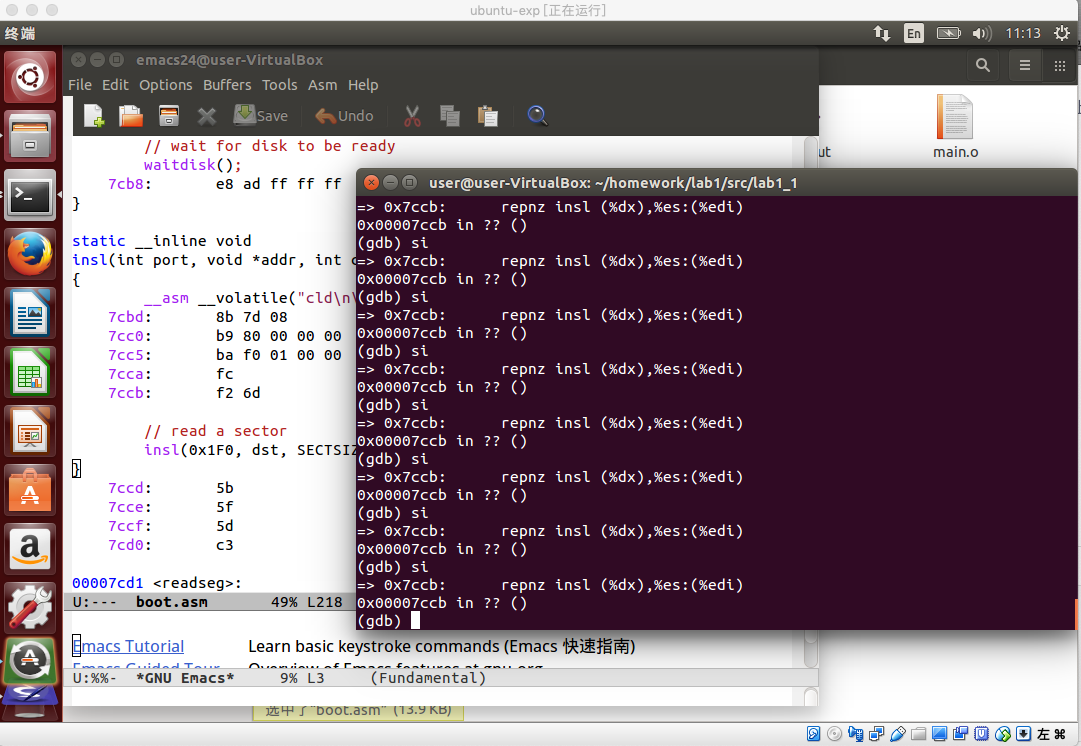 ubuntu-exp [正在运行]
终端
En
11:13
emacs24@user-VirtualBox
File Edit Options Buffers Tools Asm Help
Save
Undo
// wait for disk to be ready
waitdisk();
7cb8: e8 ad ff ff ff
}
static __inline void
insl(int port, void *addr, int
{
__asm __volatile("cld\n\
7cbd: 8b 7d 08
7cc0: b9 80 00 00 00
7cc5: ba f0 01 00 00
7cca: fc
7ccb: f2 6d
// read a sector
insl(0x1F0, dst, SECTSIZ
}
7ccd: 5b
7cce: 5f
7ccf: 5d
7cd0: c3
00007cd1 <readseg>:
U:--- boot.asm 49% L218
Emacs Tutorial Learn basic keystroke commands (Emacs 快速指南)
Emacs Guided Tour Overview of Emacs features at gnu.org
U:%%- *GNU Emacs* 9% L3 (Fundamental)
选中了"boot.asm" (13.9 KB)
ut
main.o
user@user-VirtualBox: ~/homework/lab1/src/lab1_1
=> 0x7ccb: repnz insl (%dx),%es:(%edi)
0x00007ccb in ?? ()
(gdb) si
=> 0x7ccb: repnz insl (%dx),%es:(%edi)
0x00007ccb in ?? ()
(gdb) si
=> 0x7ccb: repnz insl (%dx),%es:(%edi)
0x00007ccb in ?? ()
(gdb) si
=> 0x7ccb: repnz insl (%dx),%es:(%edi)
0x00007ccb in ?? ()
(gdb) si
=> 0x7ccb: repnz insl (%dx),%es:(%edi)
0x00007ccb in ?? ()
(gdb) si
=> 0x7ccb: repnz insl (%dx),%es:(%edi)
0x00007ccb in ?? ()
(gdb) si
=> 0x7ccb: repnz insl (%dx),%es:(%edi)
0x00007ccb in ?? ()
(gdb) si
=> 0x7ccb: repnz insl (%dx),%es:(%edi)
0x00007ccb in ?? ()
(gdb)
左 ⌘